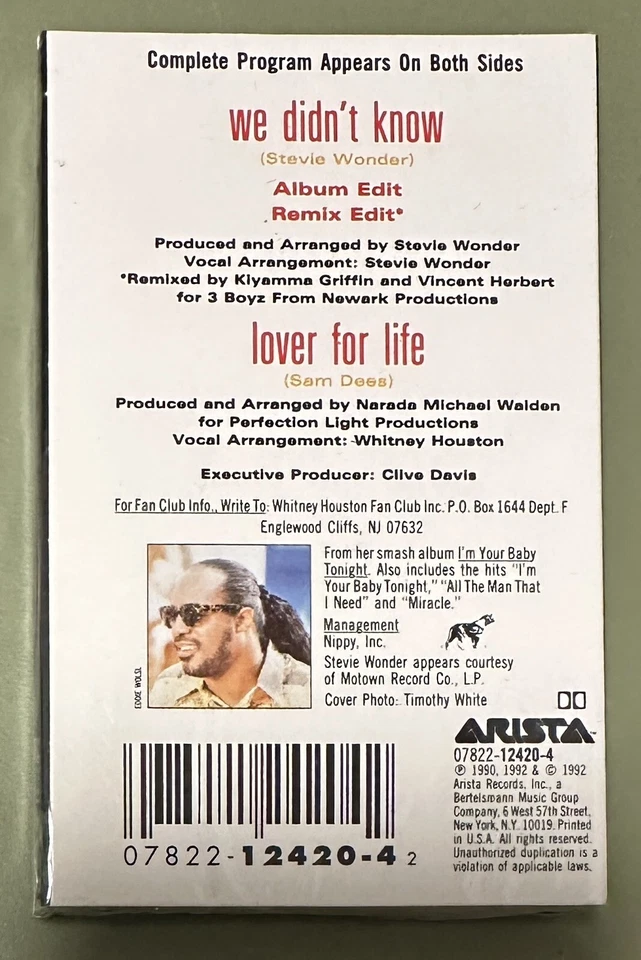 Complete Program Appears On Both Sides
we didn't know
(Stevie Wonder)
Album Edit
Remix Edit*
Produced and Arranged by Stevie Wonder
Vocal Arrangement: Stevie Wonder
*Remixed by Kiyamma Griffin and Vincent Herbert
for 3 Boyz From Newark Productions
lover for life
(Sam Dees)
Produced and Arranged by Narada Michael Walden
for Perfection Light Productions
Vocal Arrangement: Whitney Houston
Executive Producer: Clive Davis
For Fan Club Info., Write To: Whitney Houston Fan Club Inc. P.O. Box 1644 Dept. F
Englewood Cliffs, NJ 07632
From her smash album I'm Your Baby
Tonight. Also includes the hits "I'm
Your Baby Tonight," "All The Man That
I Need" and "Miracle."
Management
Nippy, Inc.
Stevie Wonder appears courtesy
of Motown Record Co., L.P.
Cover Photo: Timothy White
EDDIE WOLSL
ARISTA™
07822-12420-4
℗ 1990, 1992 & © 1992
Arista Records, Inc., a
Bertelsmann Music Group
Company, 6 West 57th Street,
New York, N.Y. 10019. Printed
in U.S.A. All rights reserved.
Unauthorized duplication is a
violation of applicable laws.
07822-12420-4 2